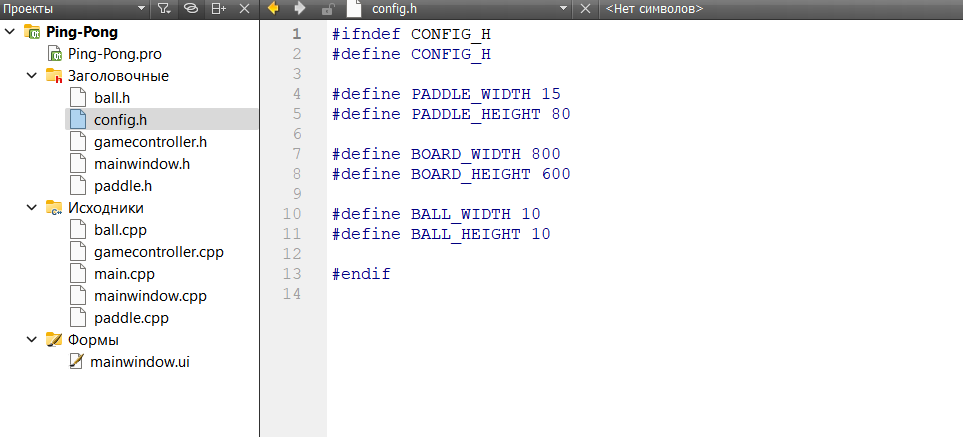 Проекты
config.h
<Нет символов>
Ping-Pong
Ping-Pong.pro
Заголовочные
ball.h
config.h
gamecontroller.h
mainwindow.h
paddle.h
Исходники
ball.cpp
gamecontroller.cpp
main.cpp
mainwindow.cpp
paddle.cpp
Формы
mainwindow.ui
1 #ifndef CONFIG_H
2 #define CONFIG_H
3
4 #define PADDLE_WIDTH 15
5 #define PADDLE_HEIGHT 80
6
7 #define BOARD_WIDTH 800
8 #define BOARD_HEIGHT 600
9
10 #define BALL_WIDTH 10
11 #define BALL_HEIGHT 10
12
13 #endif
14